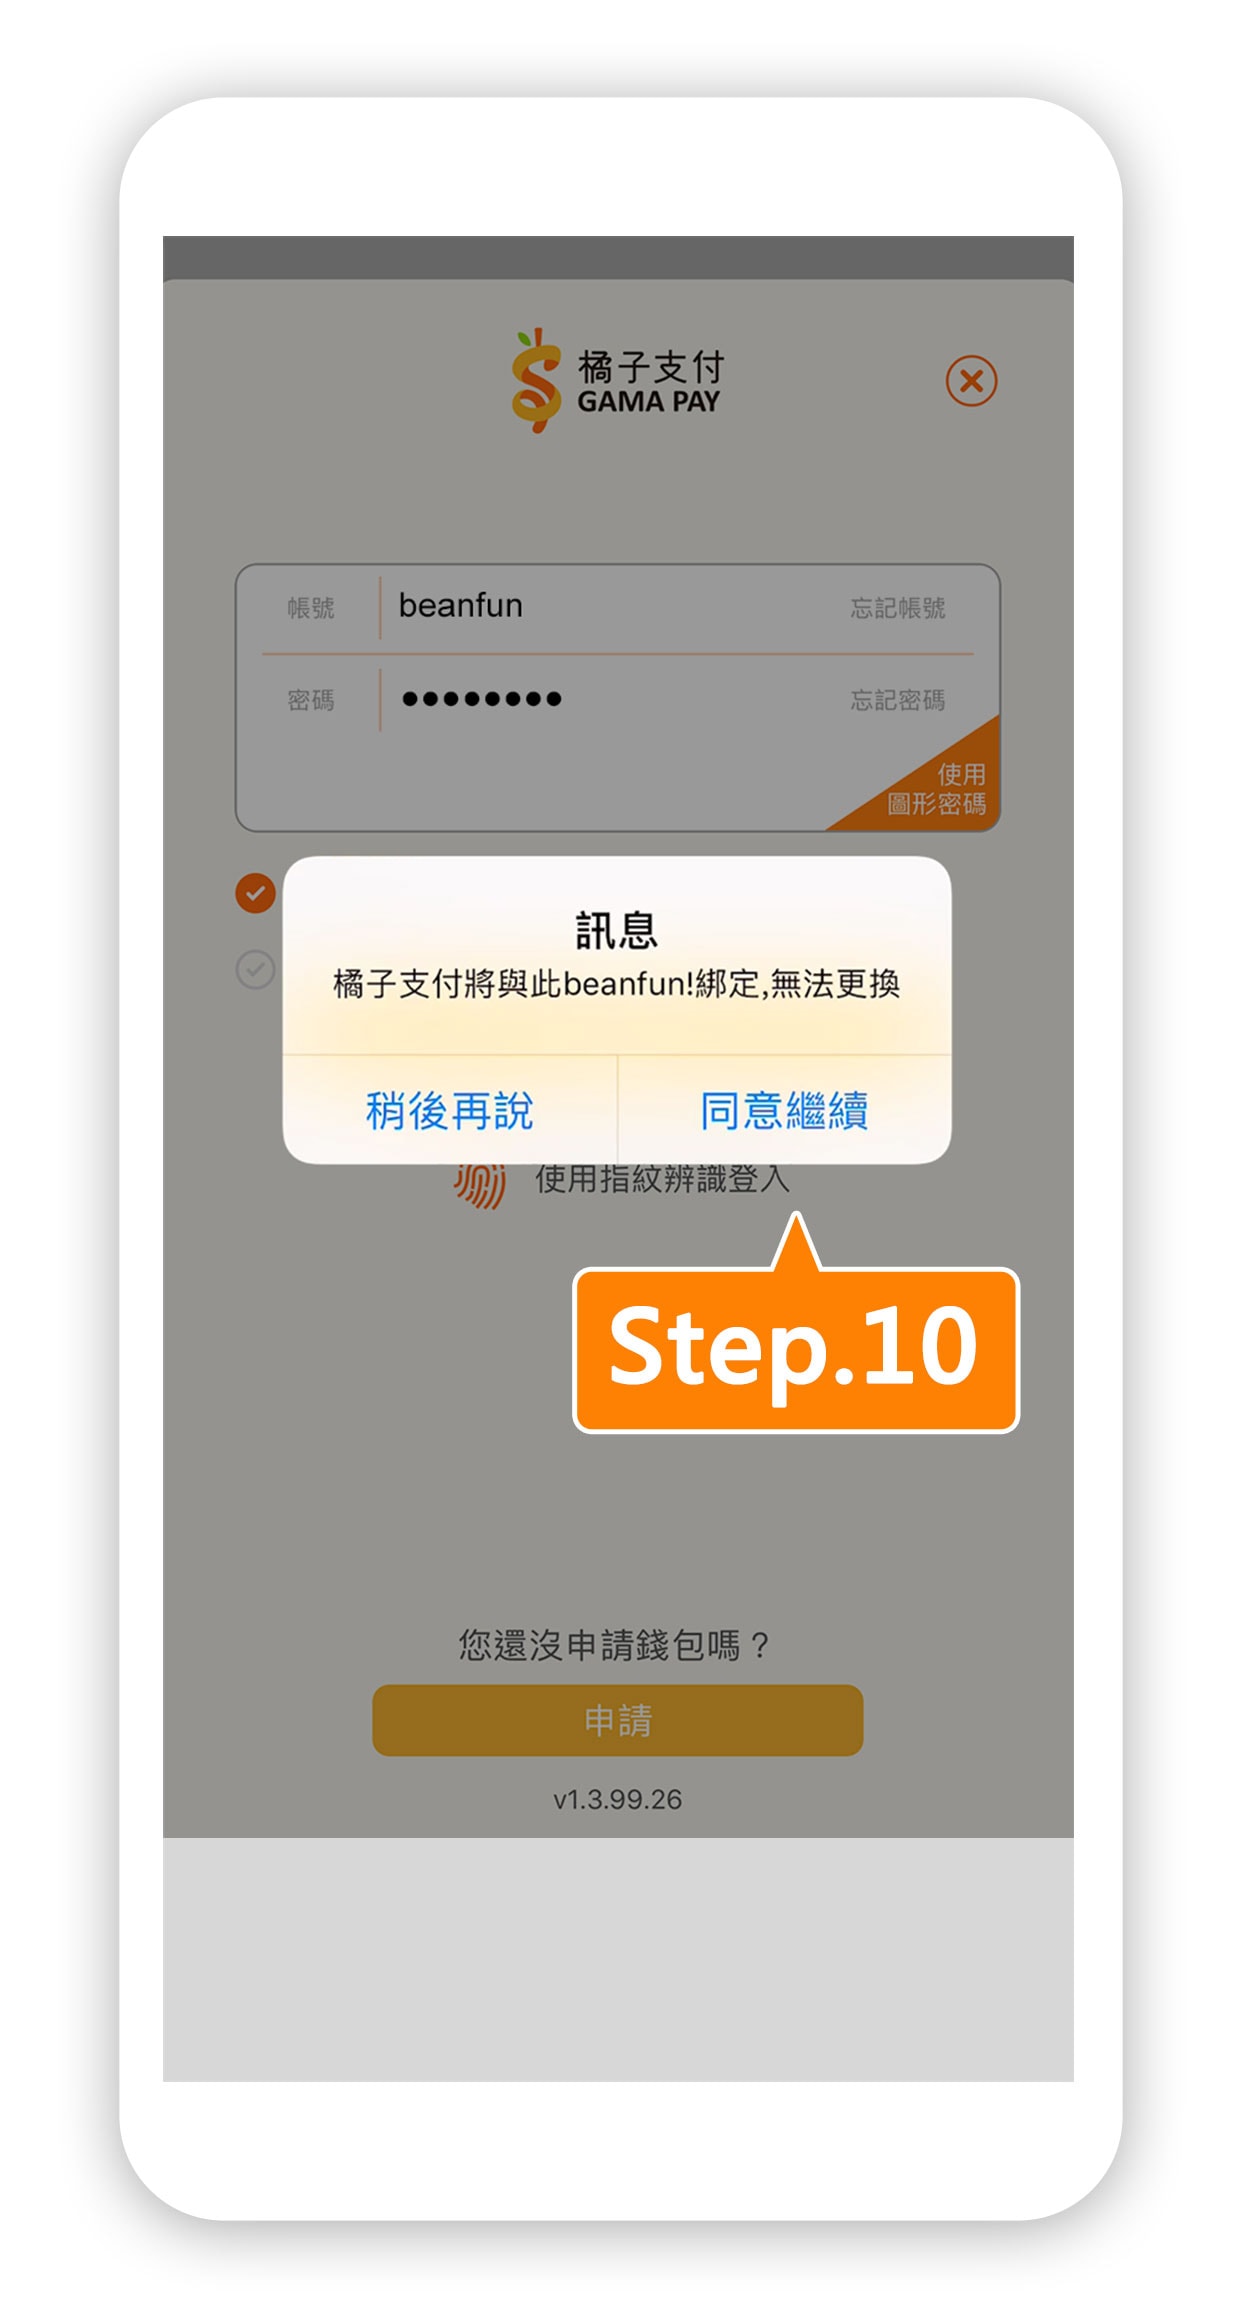 橘子支付
GAMA PAY
帳號
beanfun
忘記帳號
密碼
••••••••
忘記密碼
使用
圖形密碼
訊息
橘子支付將與此beanfun!綁定,無法更換
稍後再說
同意繼續
使用指紋辨識登入
Step.10
您還沒申請錢包嗎？
申請
v1.3.99.26